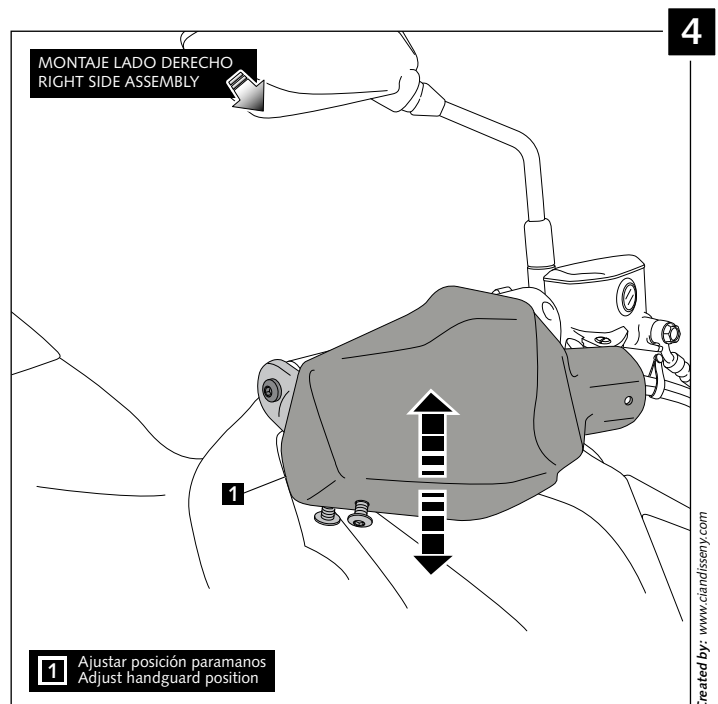 4
MONTAJE LADO DERECHO
RIGHT SIDE ASSEMBLY
1
1 Ajustar posición paramanos
Adjust handguard position
Created by: www.ciandisseny.com